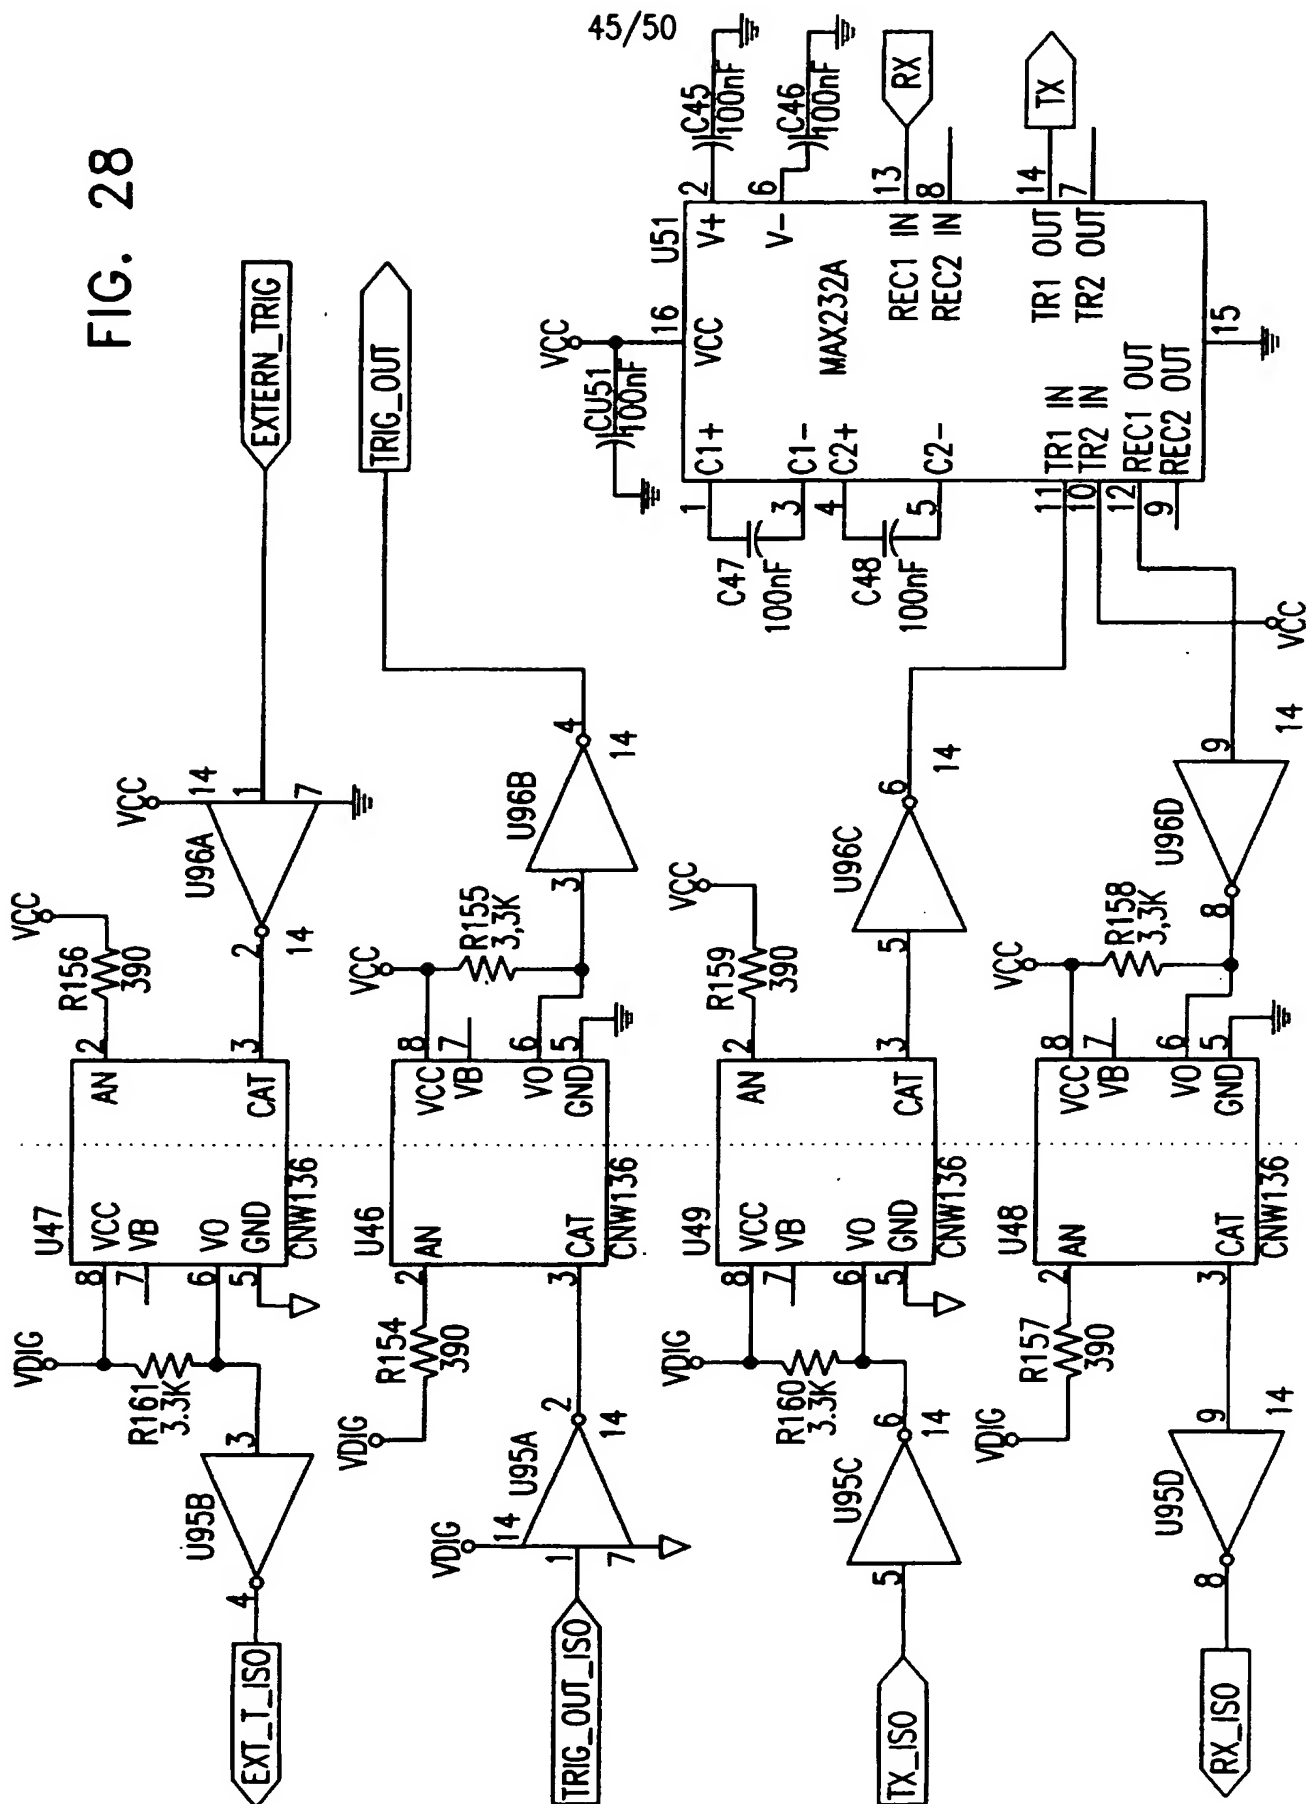 45/50
FIG. 28
EXTERN_TRIG
TRIG_OUT
VCC
R156
390
U47
VCC
VB
VO
GND
AN
CAT
CNW136
8
7
6
5
2
3
VDIG
R161
3.3K
U95B
3
4
EXT_T_ISO
VCC
U96A
14
1
7
2
14
VCC
R155
3,3K
U46
AN
CAT
VCC
VB
VO
GND
CNW136
2
3
8
7
6
5
VDIG
R154
390
VDIG
U95A
14
1
7
2
14
TRIG_OUT_ISO
U96B
3
4
14
VCC
R159
390
U49
VCC
VB
VO
GND
AN
CAT
CNW136
8
7
6
5
2
3
VDIG
R160
3.3K
U95C
5
6
14
TX_ISO
U96C
5
6
14
VCC
R158
3,3K
U48
AN
CAT
VCC
VB
VO
GND
CNW136
2
3
8
7
6
5
VDIG
R157
390
U95D
9
8
14
RX_ISO
U96D
9
8
14
VCC
CU51
100nF
U51
MAX232A
16
VCC
1
C1+
3
C1-
4
C2+
5
C2-
C47
100nF
C48
100nF
11
TR1 IN
10
TR2 IN
12
REC1 OUT
9
REC2 OUT
VCC
V+
2
C45
100nF
V-
6
C46
100nF
REC1 IN
13
RX
REC2 IN
8
TR1 OUT
14
TX
TR2 OUT
7
15